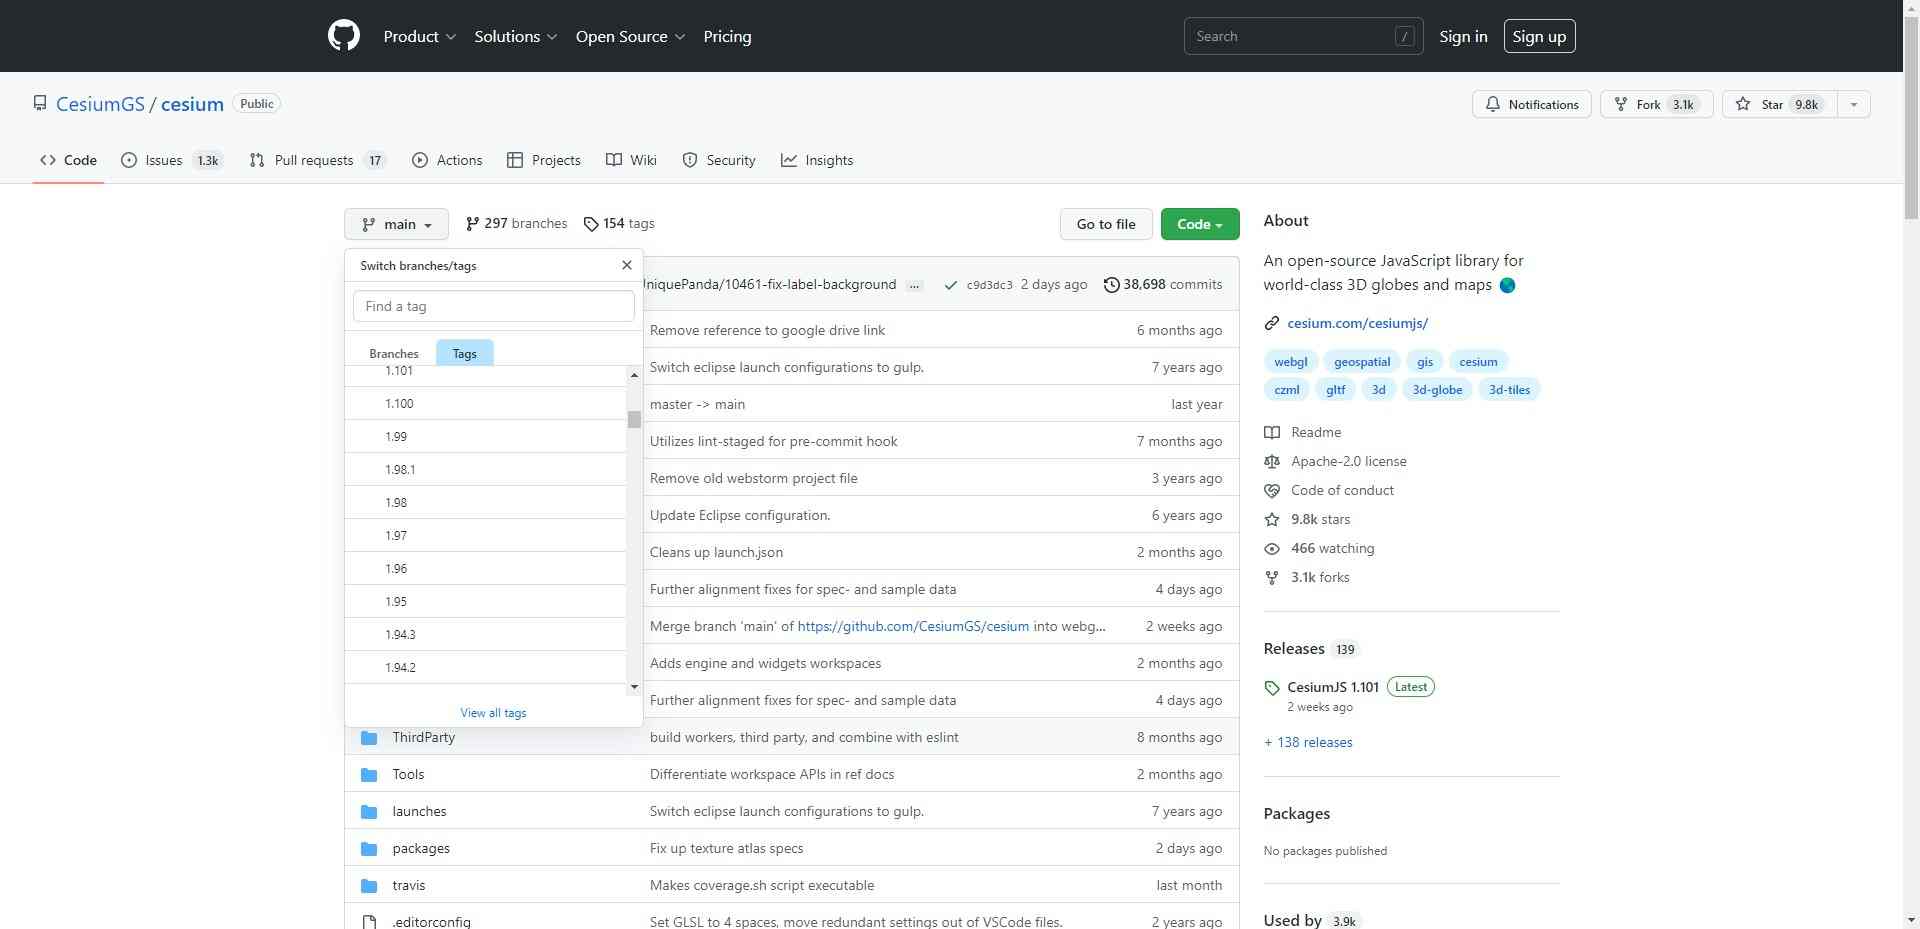 Product Solutions Open Source Pricing Search / Sign in Sign up
CesiumGS / cesium Public Notifications Fork 3.1k Star 9.8k
Code Issues 1.3k Pull requests 17 Actions Projects Wiki Security Insights
main 297 branches 154 tags Go to file Code
Switch branches/tags
Find a tag
Branches Tags
1.101
1.100
1.99
1.98.1
1.98
1.97
1.96
1.95
1.94.3
1.94.2
View all tags
UniquePanda/10461-fix-label-background ... c9d3dc3 2 days ago 38,698 commits
Remove reference to google drive link 6 months ago
Switch eclipse launch configurations to gulp. 7 years ago
master -> main last year
Utilizes lint-staged for pre-commit hook 7 months ago
Remove old webstorm project file 3 years ago
Update Eclipse configuration. 6 years ago
Cleans up launch.json 2 months ago
Further alignment fixes for spec- and sample data 4 days ago
Merge branch 'main' of https://github.com/CesiumGS/cesium into webg... 2 weeks ago
Adds engine and widgets workspaces 2 months ago
Further alignment fixes for spec- and sample data 4 days ago
ThirdParty build workers, third party, and combine with eslint 8 months ago
Tools Differentiate workspace APIs in ref docs 2 months ago
launches Switch eclipse launch configurations to gulp. 7 years ago
packages Fix up texture atlas specs 2 days ago
travis Makes coverage.sh script executable last month
.editorconfig Set GLSL to 4 spaces, move redundant settings out of VSCode files. 2 years ago
About
An open-source JavaScript library for
world-class 3D globes and maps
cesium.com/cesiumjs/
webgl geospatial gis cesium
czml gltf 3d 3d-globe 3d-tiles
Readme
Apache-2.0 license
Code of conduct
9.8k stars
466 watching
3.1k forks
Releases 139
CesiumJS 1.101 Latest
2 weeks ago
+ 138 releases
Packages
No packages published
Used by 3.9k